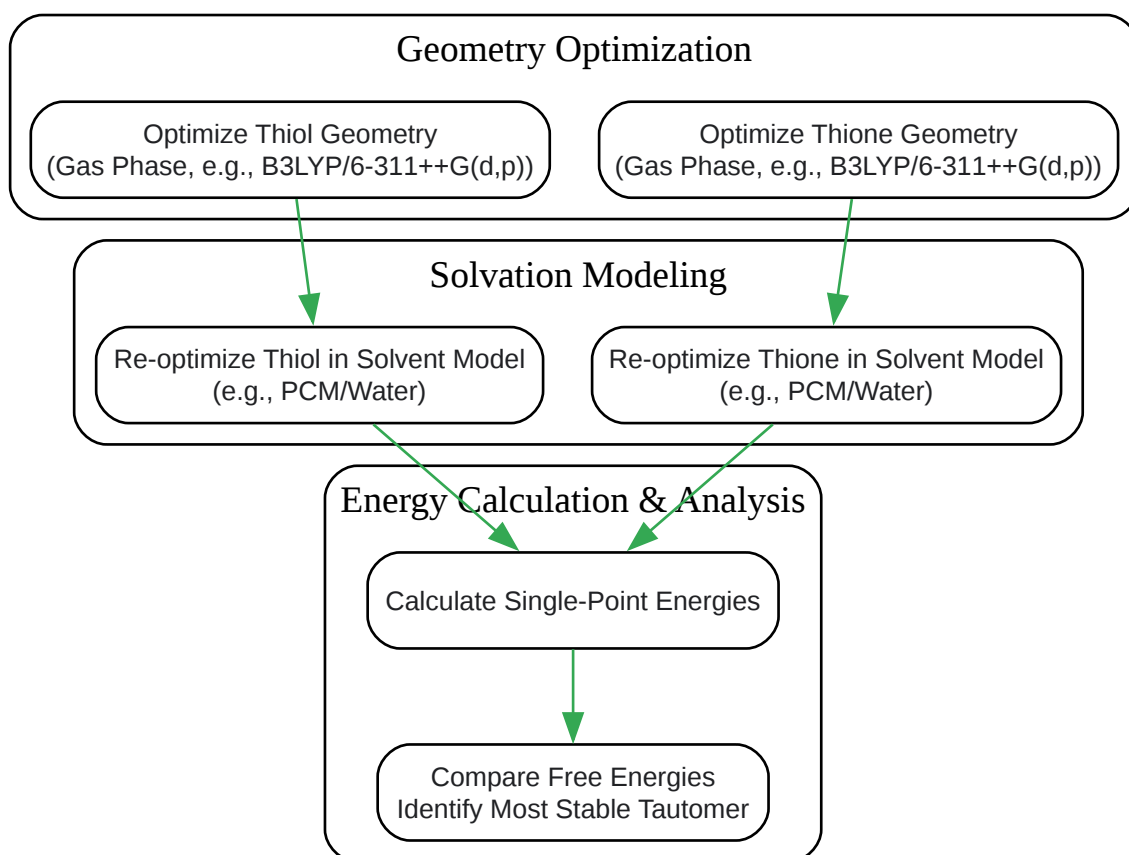 Geometry Optimization
Optimize Thiol Geometry
(Gas Phase, e.g., B3LYP/6-311++G(d,p))
Optimize Thione Geometry
(Gas Phase, e.g., B3LYP/6-311++G(d,p))
Solvation Modeling
Re-optimize Thiol in Solvent Model
(e.g., PCM/Water)
Re-optimize Thione in Solvent Model
(e.g., PCM/Water)
Energy Calculation & Analysis
Calculate Single-Point Energies
Compare Free Energies
Identify Most Stable Tautomer